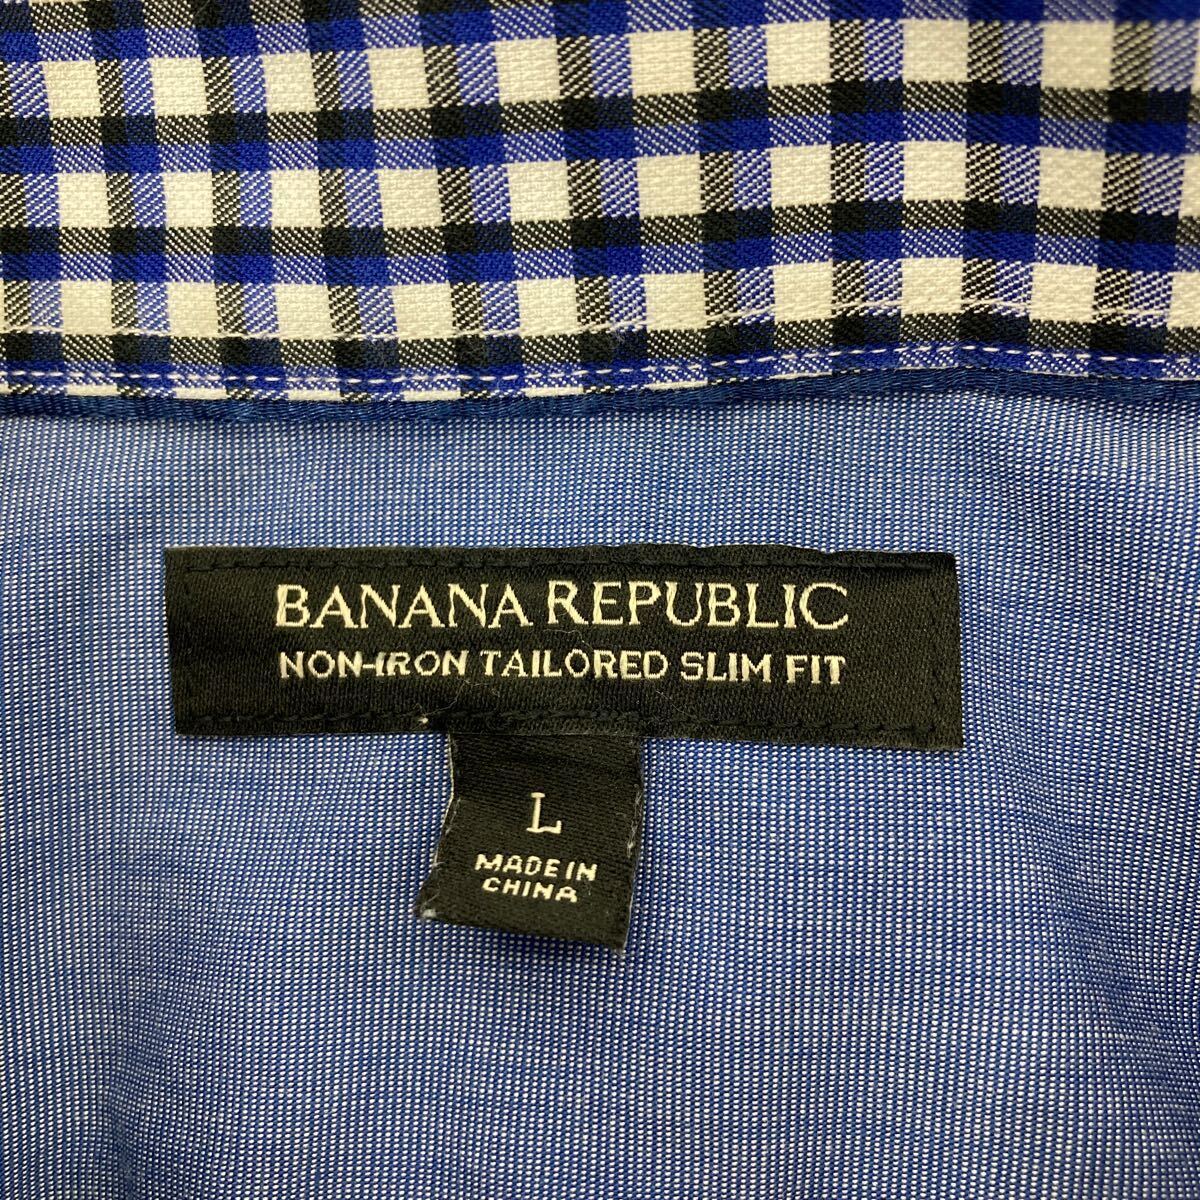 BANANA REPUBLIC
NON-IRON TAILORED SLIM FIT
L
MADE IN
CHINA